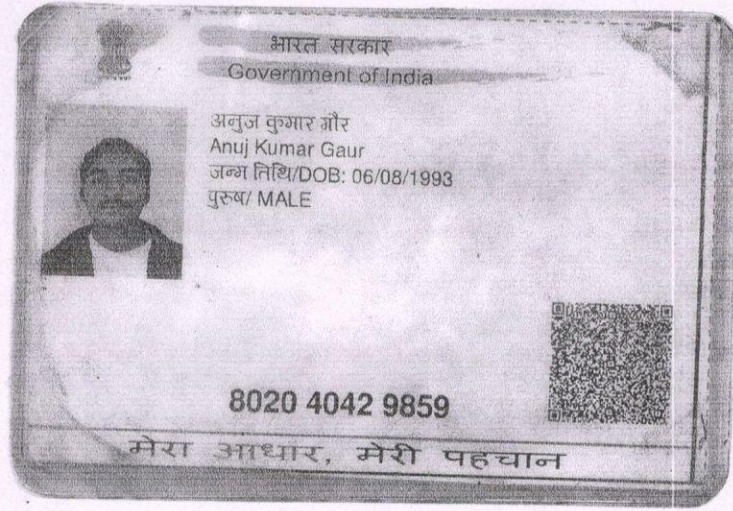 भारत सरकार
Government of India
अनुज कुमार गौर
Anuj Kumar Gaur
जन्म तिथि/DOB: 06/08/1993
पुरुष/ MALE
8020 4042 9859
मेरा आधार, मेरी पहचान